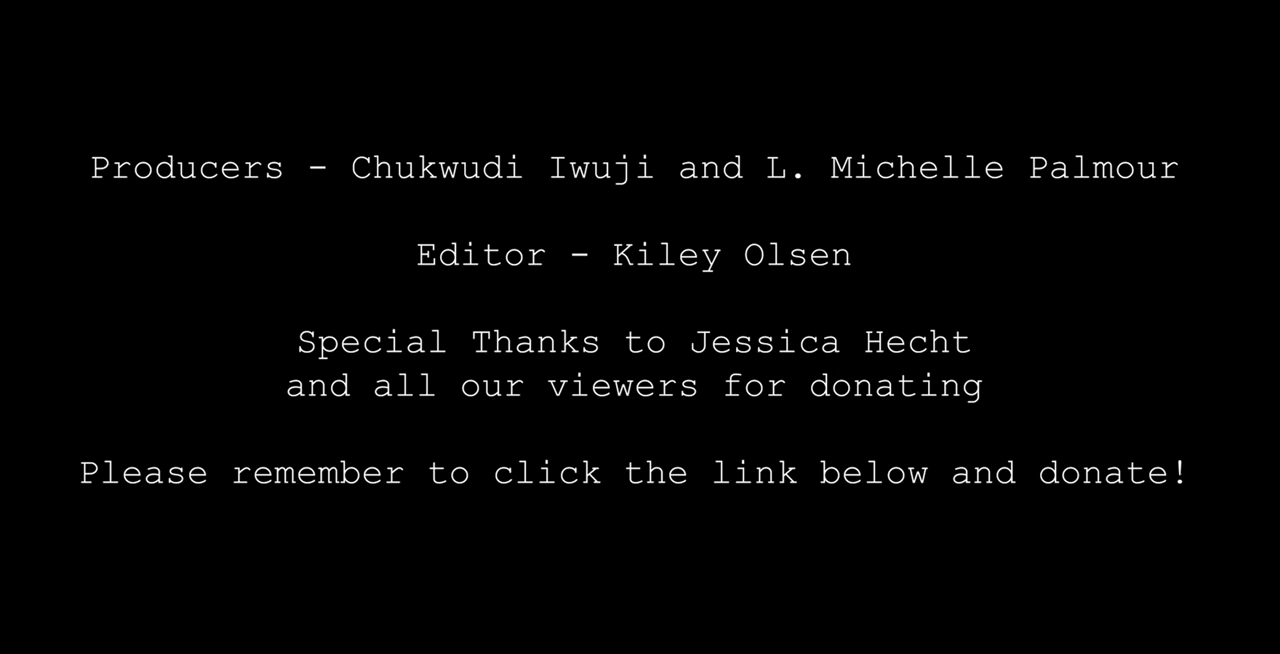 Producers - Chukwudi Iwuji and L. Michelle Palmour
Editor - Kiley Olsen
Special Thanks to Jessica Hecht
and all our viewers for donating
Please remember to click the link below and donate!